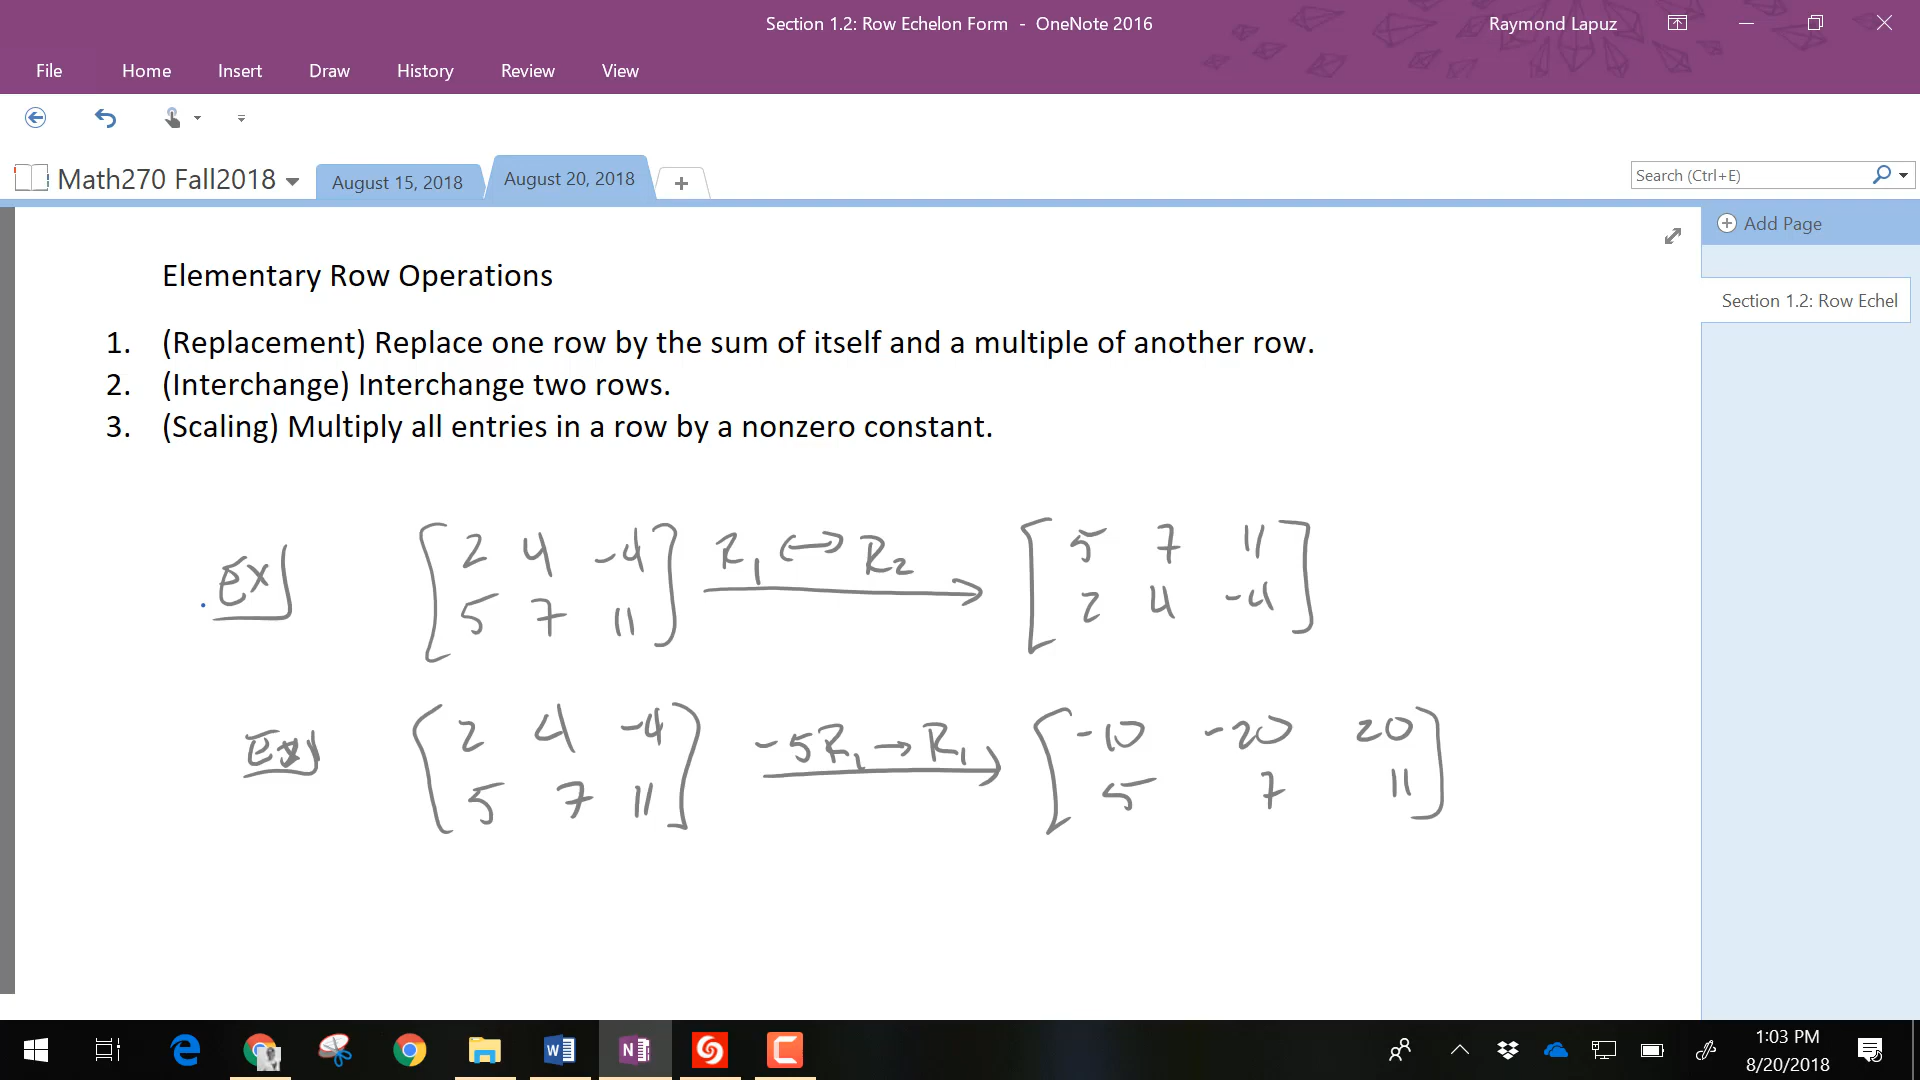 Section 1.2: Row Echelon Form - OneNote 2016
Raymond Lapuz
File Home Insert Draw History Review View
Math270 Fall2018
August 15, 2018
August 20, 2018
Search (Ctrl+E)
Add Page
Section 1.2: Row Echel
Elementary Row Operations
1. (Replacement) Replace one row by the sum of itself and a multiple of another row.
2. (Interchange) Interchange two rows.
3. (Scaling) Multiply all entries in a row by a nonzero constant.
Ex [ 2 4 -4 ] R₁ ↔ R₂ [ 5 7 11 ]
[ 5 7 11 ] → [ 2 4 -4 ]
Ex [ 2 4 -4 ] -5R₁ → R₁ [ -10 -20 20 ]
[ 5 7 11 ] → [ 5 7 11 ]
1:03 PM
8/20/2018